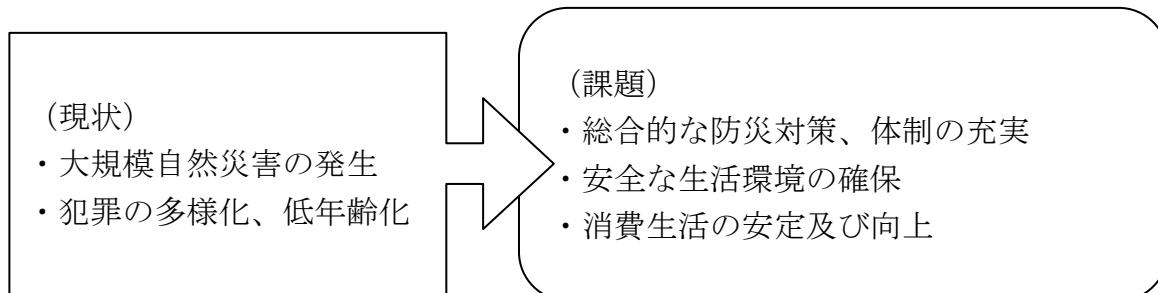 (現状)
・大規模自然災害の発生
・犯罪の多様化、低年齢化
(課題)
・総合的な防災対策、体制の充実
・安全な生活環境の確保
・消費生活の安定及び向上